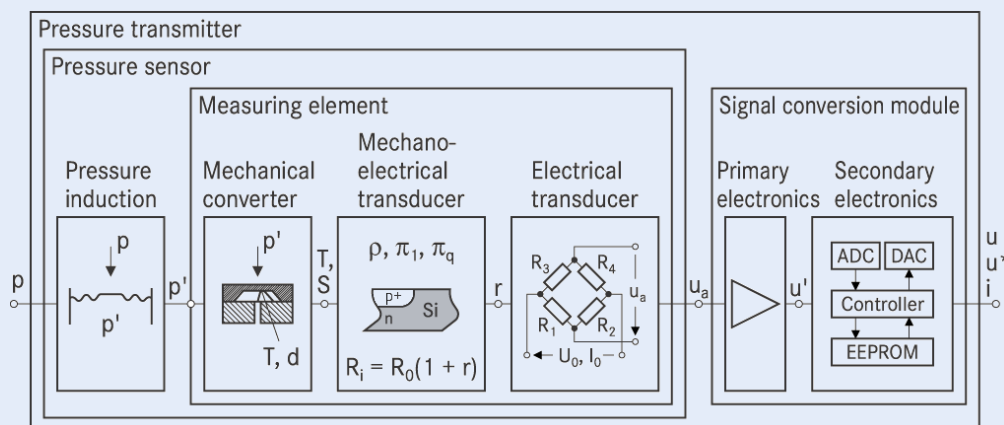 Pressure transmitter
Pressure sensor
Measuring element
Signal conversion module
Pressure
induction
Mechanical
converter
Mechano-
electrical
transducer
Electrical
transducer
Primary
electronics
Secondary
electronics
p
p
p'
p'
p'
T, d
T,
S
ρ, π₁, π_q
p+
n
Si
Rᵢ = R₀(1 + r)
r
R₃
R₄
R₁
R₂
uₐ
U₀, I₀
uₐ
u'
ADC
DAC
Controller
EEPROM
u
u*
i